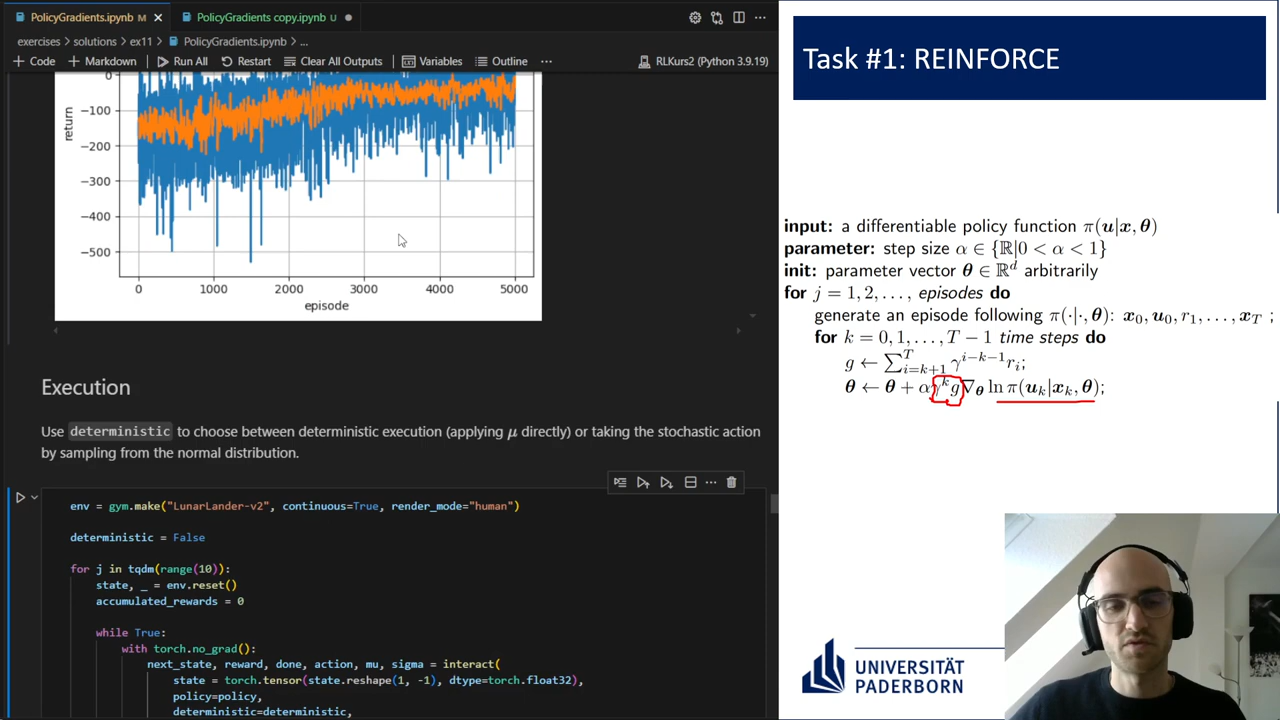 PolicyGradients.ipynb M
PolicyGradients copy.ipynb U
exercises > solutions > ex11 > PolicyGradients.ipynb > ...
+ Code + Markdown Run All Restart Clear All Outputs Variables Outline ... RLKurs2 (Python 3.9.19)
0
−100
−200
−300
−400
−500
return
0 1000 2000 3000 4000 5000
episode
Execution
Use deterministic to choose between deterministic execution (applying μ directly) or taking the stochastic action
by sampling from the normal distribution.
env = gym.make("LunarLander-v2", continuous=True, render_mode="human")
deterministic = False
for j in tqdm(range(10)):
state, _ = env.reset()
accumulated_rewards = 0
while True:
with torch.no_grad():
next_state, reward, done, action, mu, sigma = interact(
state = torch.tensor(state.reshape(1, -1), dtype=torch.float32),
policy=policy,
deterministic=deterministic,
Task #1: REINFORCE
input: a differentiable policy function π(u|x, θ)
parameter: step size α ∈ {ℝ|0 < α < 1}
init: parameter vector θ ∈ ℝ^d arbitrarily
for j = 1, 2, . . . , episodes do
generate an episode following π(·|·, θ): x₀, u₀, r₁, . . . , x_T ;
for k = 0, 1, . . . , T − 1 time steps do
g ← ∑_{i=k+1}^T γ^{i−k−1} r_i;
θ ← θ + αγ^k g∇_θ ln π(u_k|x_k, θ);
UNIVERSITÄT
PADERBORN